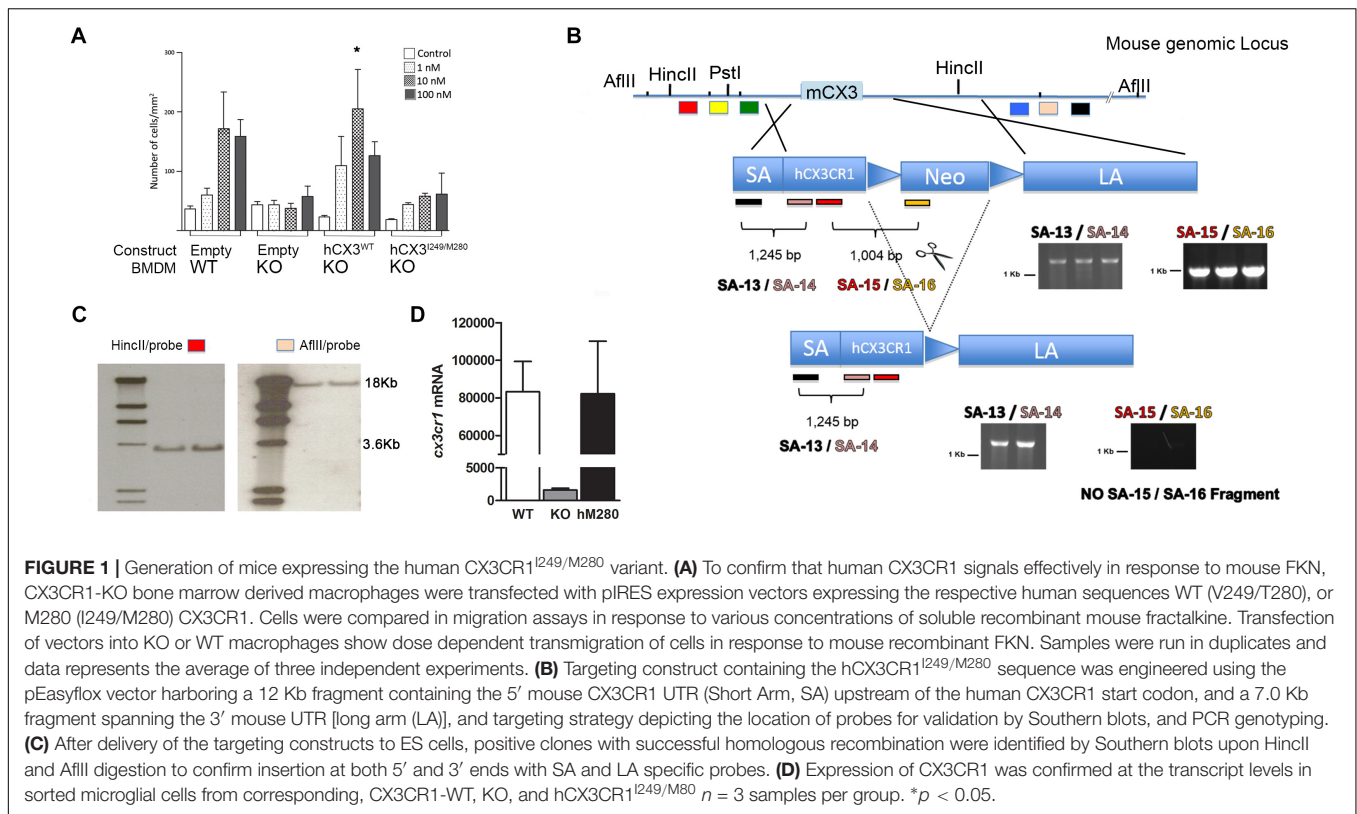 A
300
200
100
Number of cells/mm²
*
Control
1 nM
10 nM
100 nM
Construct
BMDM
Empty
WT
Empty
KO
hCX3WT
KO
hCX3I249/M280
KO
B
Mouse genomic Locus
AflII
HincII
PstI
mCX3
HincII
AflII
SA
hCX3CR1
Neo
LA
1,245 bp
1,004 bp
SA-13 / SA-14
SA-15 / SA-16
SA-13 / SA-14
1 Kb
SA-15 / SA-16
1 Kb
SA
hCX3CR1
LA
1,245 bp
SA-13 / SA-14
SA-13 / SA-14
1 Kb
SA-15 / SA-16
1 Kb
NO SA-15 / SA-16 Fragment
C
HincII/probe
AflII/probe
18Kb
3.6Kb
D
cx3cr1 mRNA
120000
100000
80000
60000
5000
0
WT KO hM280
FIGURE 1 | Generation of mice expressing the human CX3CR1I249/M280 variant. (A) To confirm that human CX3CR1 signals effectively in response to mouse FKN,
CX3CR1-KO bone marrow derived macrophages were transfected with pIRES expression vectors expressing the respective human sequences WT (V249/T280), or
M280 (I249/M280) CX3CR1. Cells were compared in migration assays in response to various concentrations of soluble recombinant mouse fractalkine. Transfection
of vectors into KO or WT macrophages show dose dependent transmigration of cells in response to mouse recombinant FKN. Samples were run in duplicates and
data represents the average of three independent experiments. (B) Targeting construct containing the hCX3CR1I249/M280 sequence was engineered using the
pEasyflox vector harboring a 12 Kb fragment containing the 5′ mouse CX3CR1 UTR (Short Arm, SA) upstream of the human CX3CR1 start codon, and a 7.0 Kb
fragment spanning the 3′ mouse UTR [long arm (LA)], and targeting strategy depicting the location of probes for validation by Southern blots, and PCR genotyping.
(C) After delivery of the targeting constructs to ES cells, positive clones with successful homologous recombination were identified by Southern blots upon HincII
and AflII digestion to confirm insertion at both 5′ and 3′ ends with SA and LA specific probes. (D) Expression of CX3CR1 was confirmed at the transcript levels in
sorted microglial cells from corresponding, CX3CR1-WT, KO, and hCX3CR1I249/M80 n = 3 samples per group. *p < 0.05.